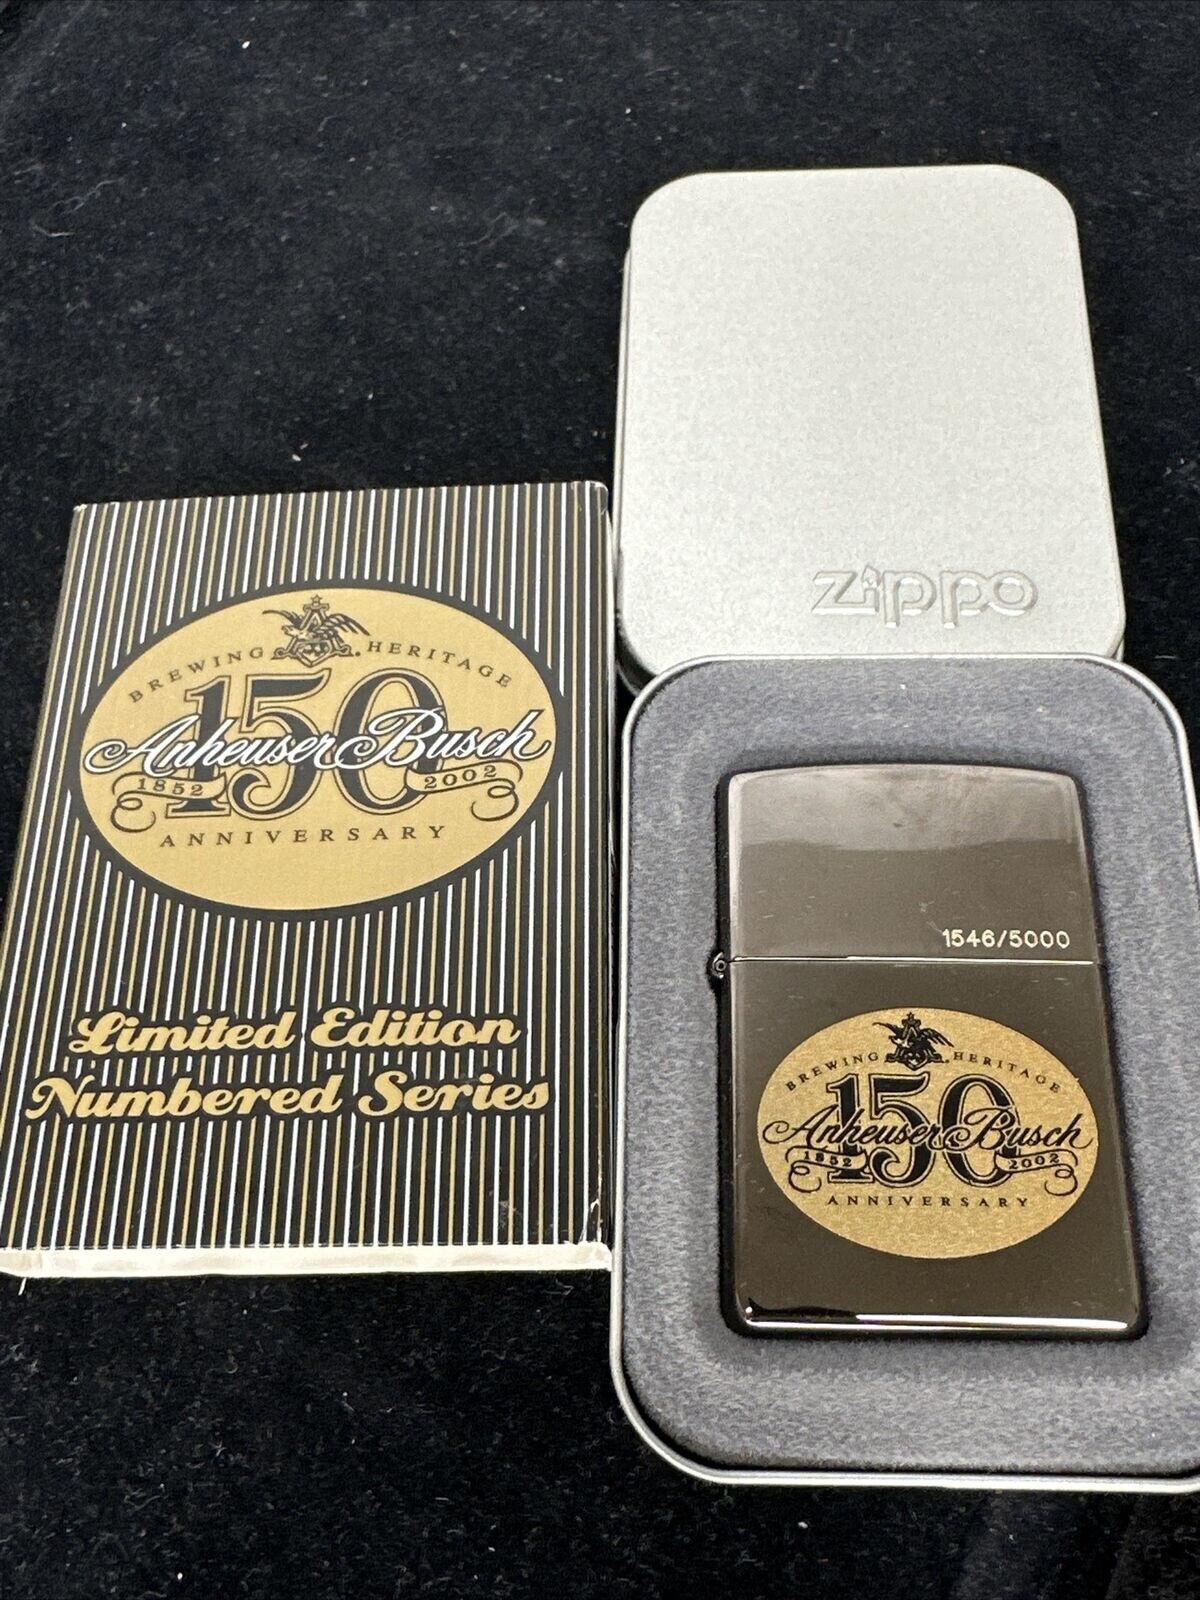 BREWING HERITAGE
150
Anheuser Busch
1852 2002
ANNIVERSARY
Limited Edition
Numbered Series
zippo
1546/5000
BREWING HERITAGE
150
Anheuser Busch
1852 2002
ANNIVERSARY